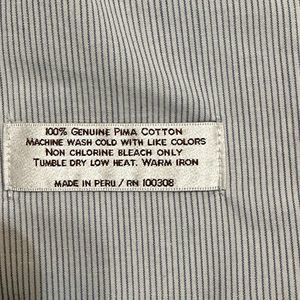 100% Genuine Pima Cotton
Machine wash cold with like colors
Non chlorine bleach only
Tumble dry low heat. Warm iron
made in Peru / RN 100308